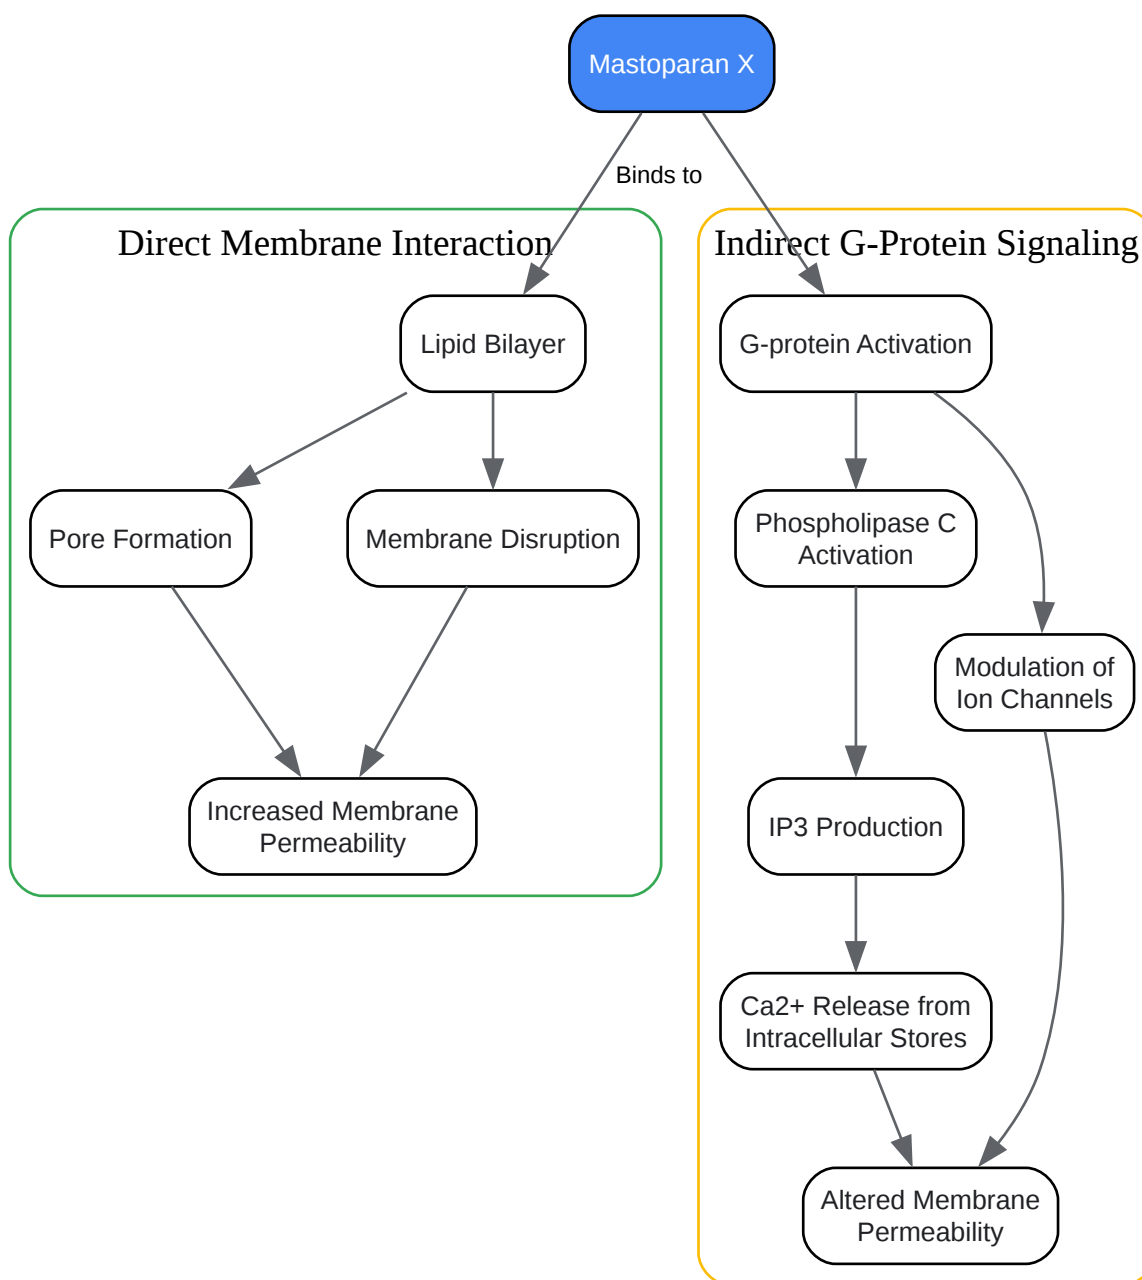 Mastoparan X
Binds to
Direct Membrane Interaction
Indirect G-Protein Signaling
Lipid Bilayer
G-protein Activation
Pore Formation
Membrane Disruption
Phospholipase C
Activation
Modulation of
Ion Channels
Increased Membrane
Permeability
IP3 Production
Ca2+ Release from
Intracellular Stores
Altered Membrane
Permeability